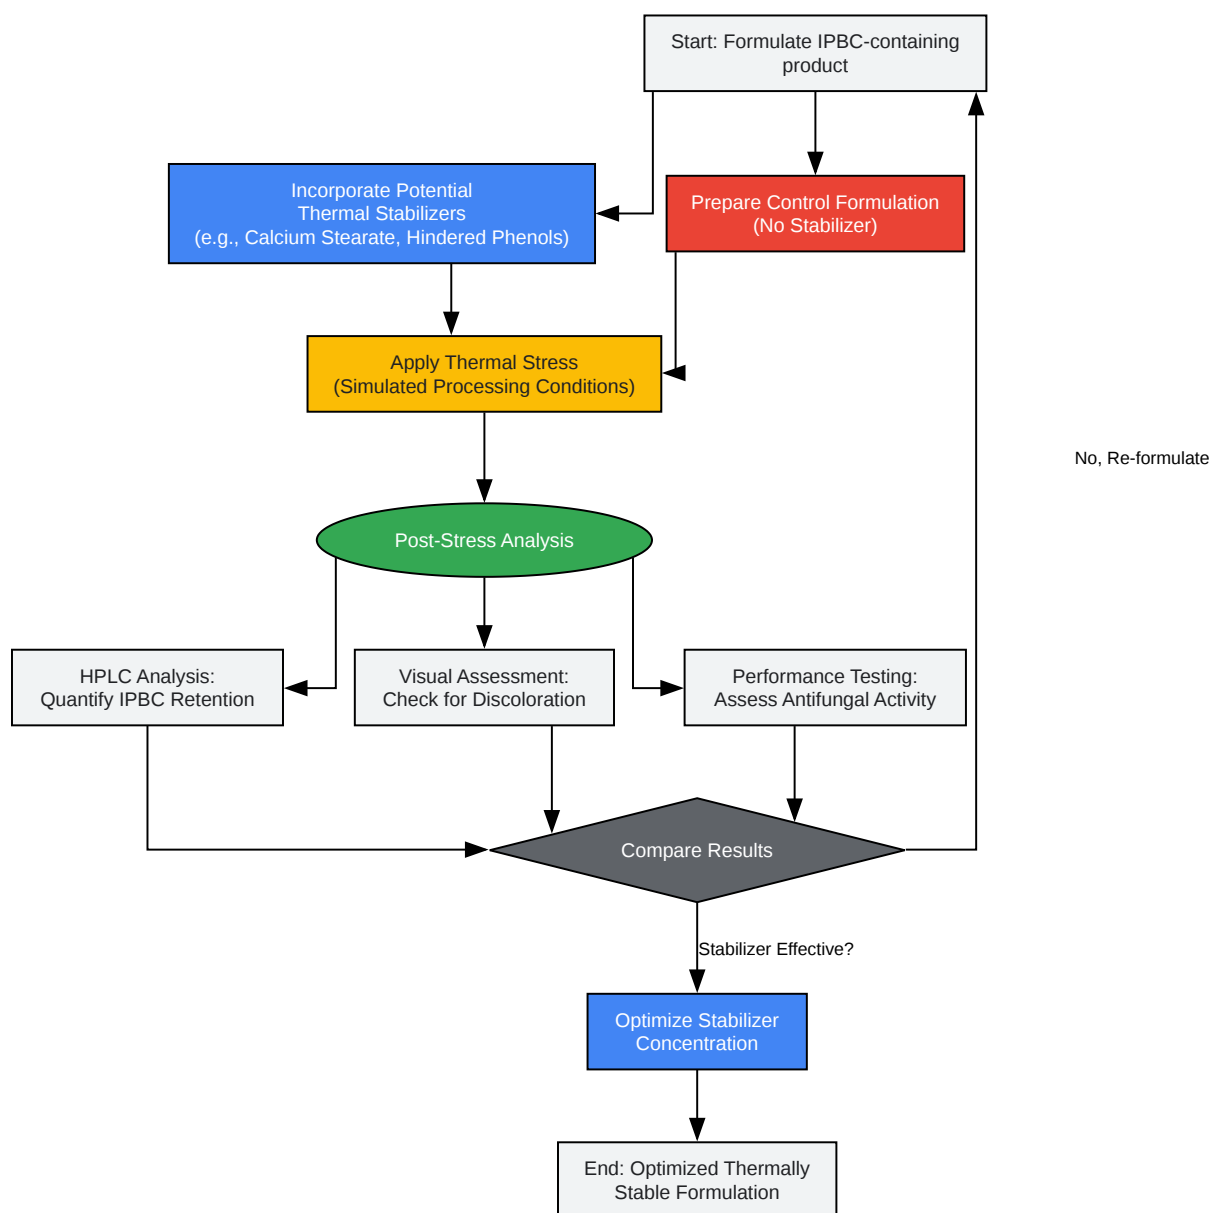 Start: Formulate IPBC-containing
product
Incorporate Potential
Thermal Stabilizers
(e.g., Calcium Stearate, Hindered Phenols)
Prepare Control Formulation
(No Stabilizer)
Apply Thermal Stress
(Simulated Processing Conditions)
No, Re-formulate
Post-Stress Analysis
HPLC Analysis:
Quantify IPBC Retention
Visual Assessment:
Check for Discoloration
Performance Testing:
Assess Antifungal Activity
Compare Results
Stabilizer Effective?
Optimize Stabilizer
Concentration
End: Optimized Thermally
Stable Formulation